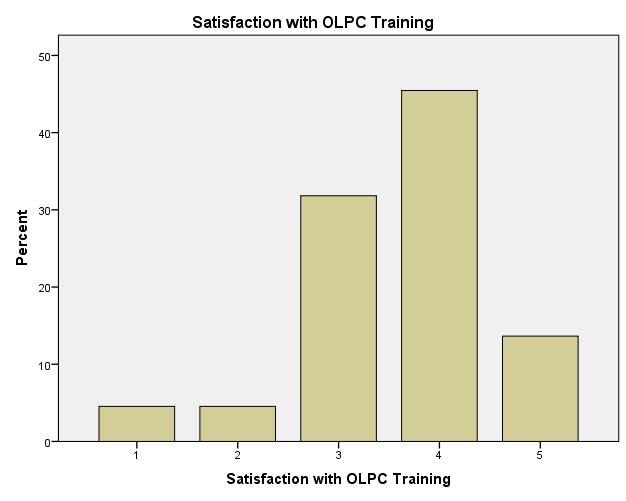 Satisfaction with OLPC Training
Percent
50
40
30
20
10
0
1 2 3 4 5
Satisfaction with OLPC Training